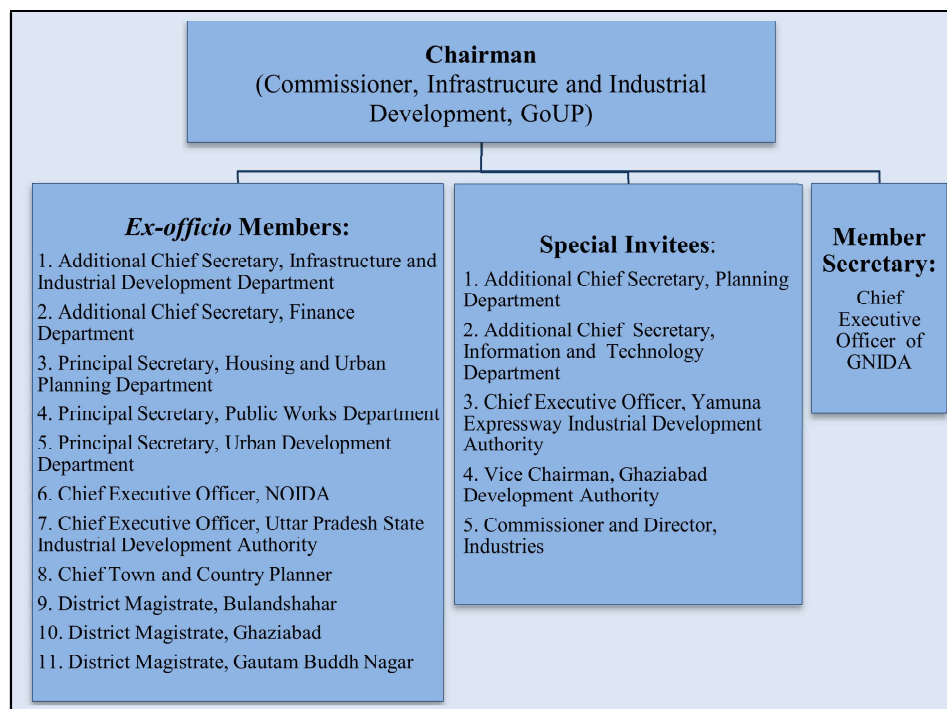 Chairman
(Commissioner, Infrastrucure and Industrial
Development, GoUP)
Ex-officio Members:
1. Additional Chief Secretary, Infrastructure and
Industrial Development Department
2. Additional Chief Secretary, Finance
Department
3. Principal Secretary, Housing and Urban
Planning Department
4. Principal Secretary, Public Works Department
5. Principal Secretary, Urban Development
Department
6. Chief Executive Officer, NOIDA
7. Chief Executive Officer, Uttar Pradesh State
Industrial Development Authority
8. Chief Town and Country Planner
9. District Magistrate, Bulandshahar
10. District Magistrate, Ghaziabad
11. District Magistrate, Gautam Buddh Nagar
Special Invitees:
1. Additional Chief Secretary, Planning
Department
2. Additional Chief Secretary,
Information and Technology
Department
3. Chief Executive Officer, Yamuna
Expressway Industrial Development
Authority
4. Vice Chairman, Ghaziabad
Development Authority
5. Commissioner and Director,
Industries
Member
Secretary:
Chief
Executive
Officer of
GNIDA